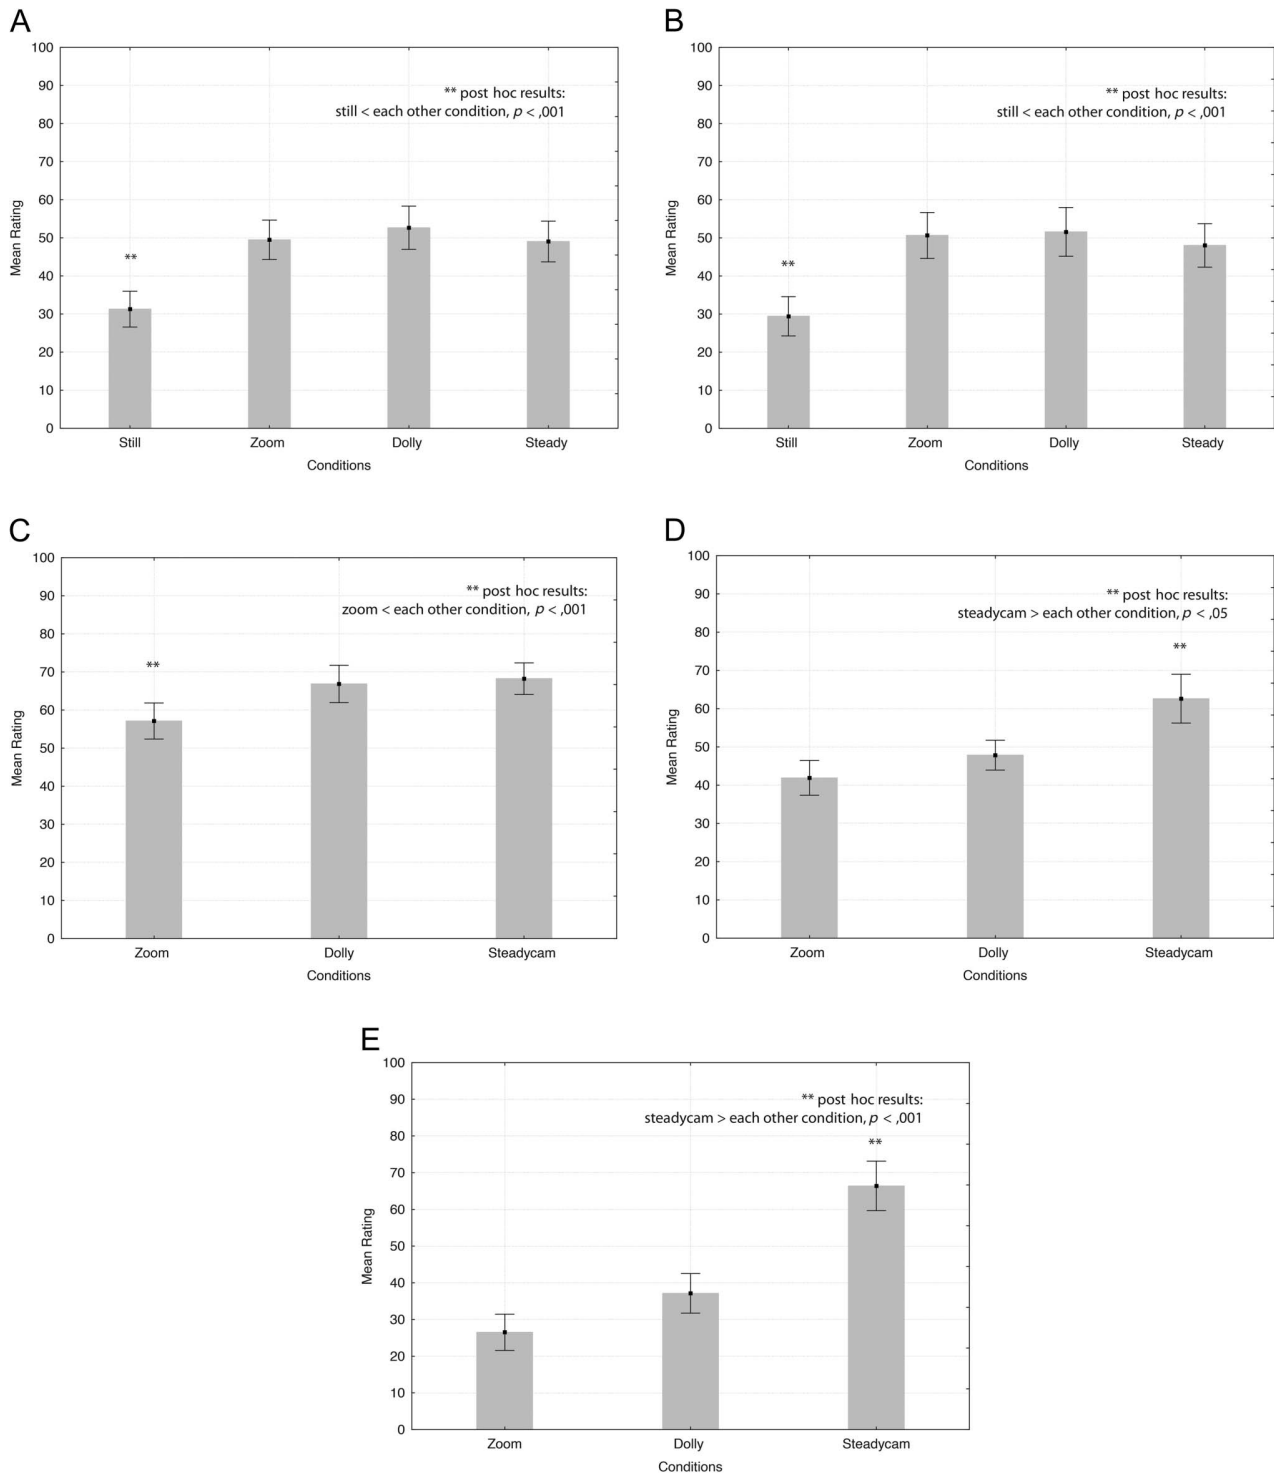 A
100
90
80
70
60
50
40
30
20
10
0
Mean Rating
** post hoc results:
still < each other condition, p < ,001
**
Still Zoom Dolly Steady
Conditions
B
100
90
80
70
60
50
40
30
20
10
0
Mean Rating
** post hoc results:
still < each other condition, p < ,001
**
Still Zoom Dolly Steady
Conditions
C
100
90
80
70
60
50
40
30
20
10
0
Mean Rating
** post hoc results:
zoom < each other condition, p < ,001
**
Zoom Dolly Steadycam
Conditions
D
100
90
80
70
60
50
40
30
20
10
0
Mean Rating
** post hoc results:
steadycam > each other condition, p < ,05
**
Zoom Dolly Steadycam
Conditions
E
100
90
80
70
60
50
40
30
20
10
0
Mean Rating
** post hoc results:
steadycam > each other condition, p < ,001
**
Zoom Dolly Steadycam
Conditions